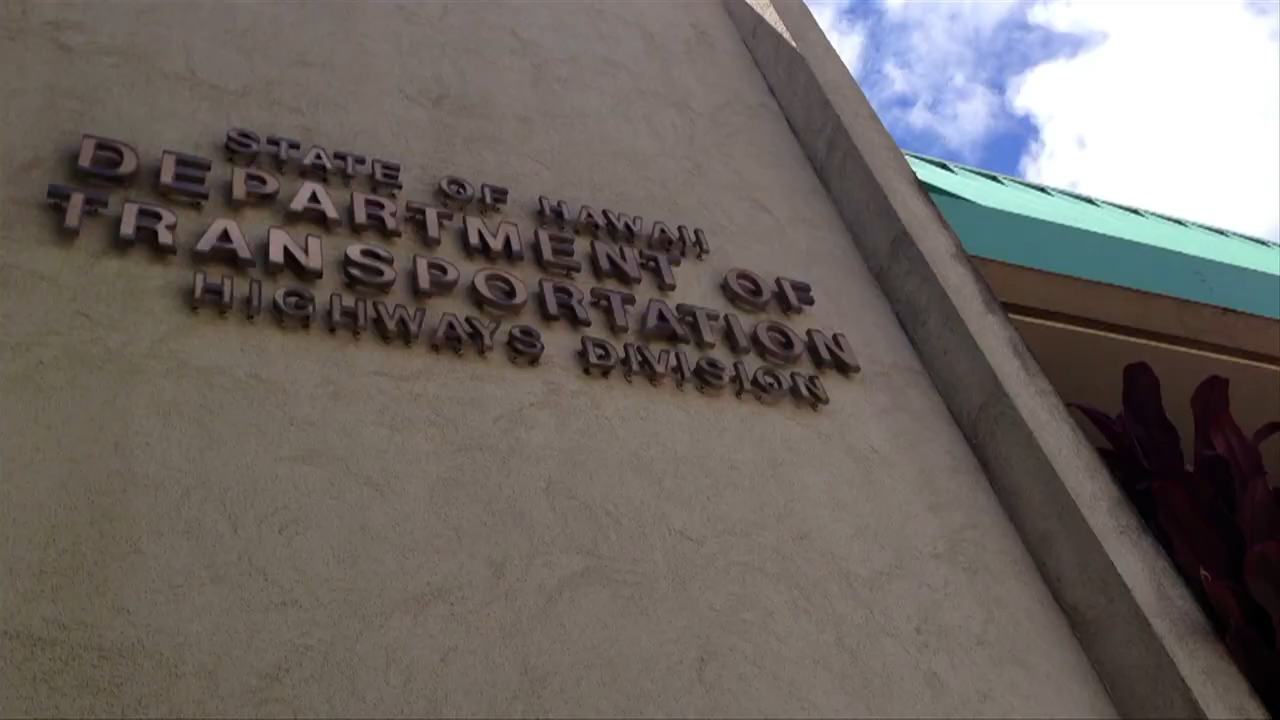 STATE OF HAWAII
DEPARTMENT OF
TRANSPORTATION
HIGHWAYS DIVISION